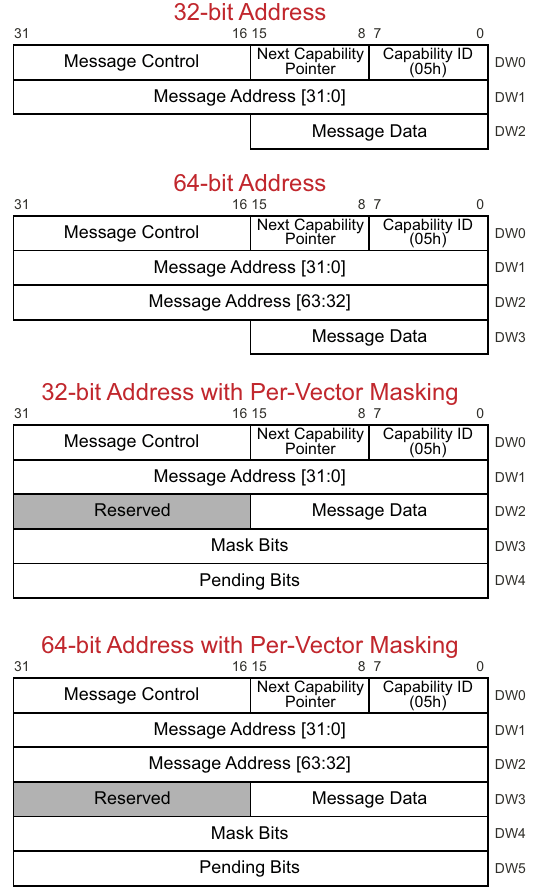 32-bit Address
31 16 15 8 7 0
Message Control Next Capability Pointer Capability ID (05h) DW0
Message Address [31:0] DW1
Message Data DW2
64-bit Address
31 16 15 8 7 0
Message Control Next Capability Pointer Capability ID (05h) DW0
Message Address [31:0] DW1
Message Address [63:32] DW2
Message Data DW3
32-bit Address with Per-Vector Masking
31 16 15 8 7 0
Message Control Next Capability Pointer Capability ID (05h) DW0
Message Address [31:0] DW1
Reserved Message Data DW2
Mask Bits DW3
Pending Bits DW4
64-bit Address with Per-Vector Masking
31 16 15 8 7 0
Message Control Next Capability Pointer Capability ID (05h) DW0
Message Address [31:0] DW1
Message Address [63:32] DW2
Reserved Message Data DW3
Mask Bits DW4
Pending Bits DW5